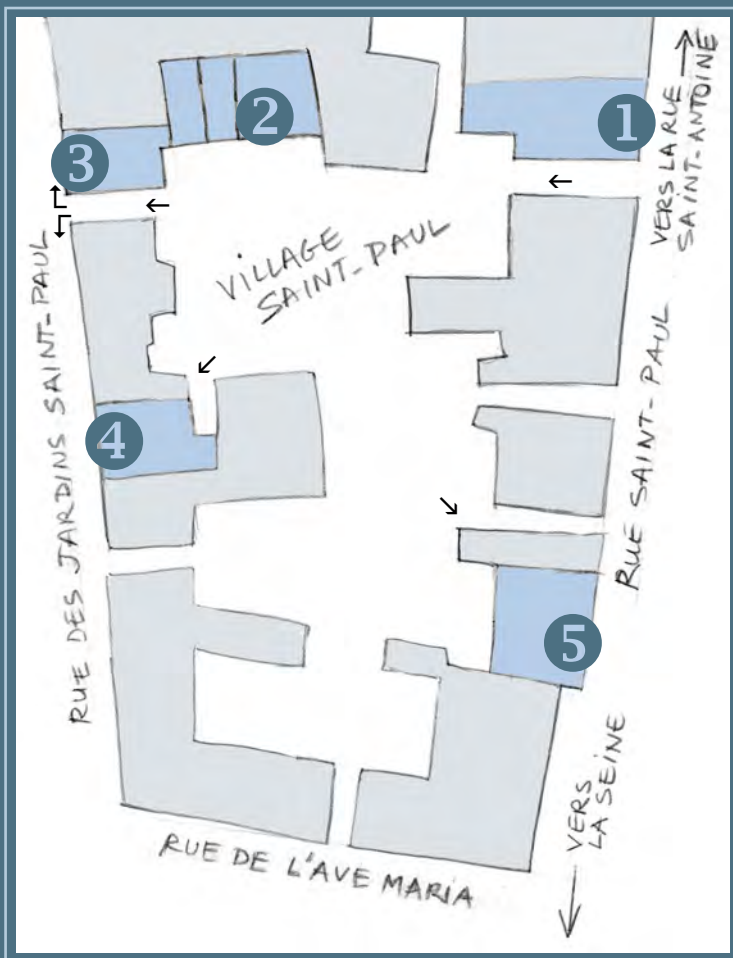 2
1
3
VERS LA RUE
SAINT-ANTOINE
VILLAGE
SAINT-PAUL
4
RUE DES JARDINS SAINT-PAUL
RUE SAINT-PAUL
5
VERS
LA SEINE
RUE DE L'AVE MARIA